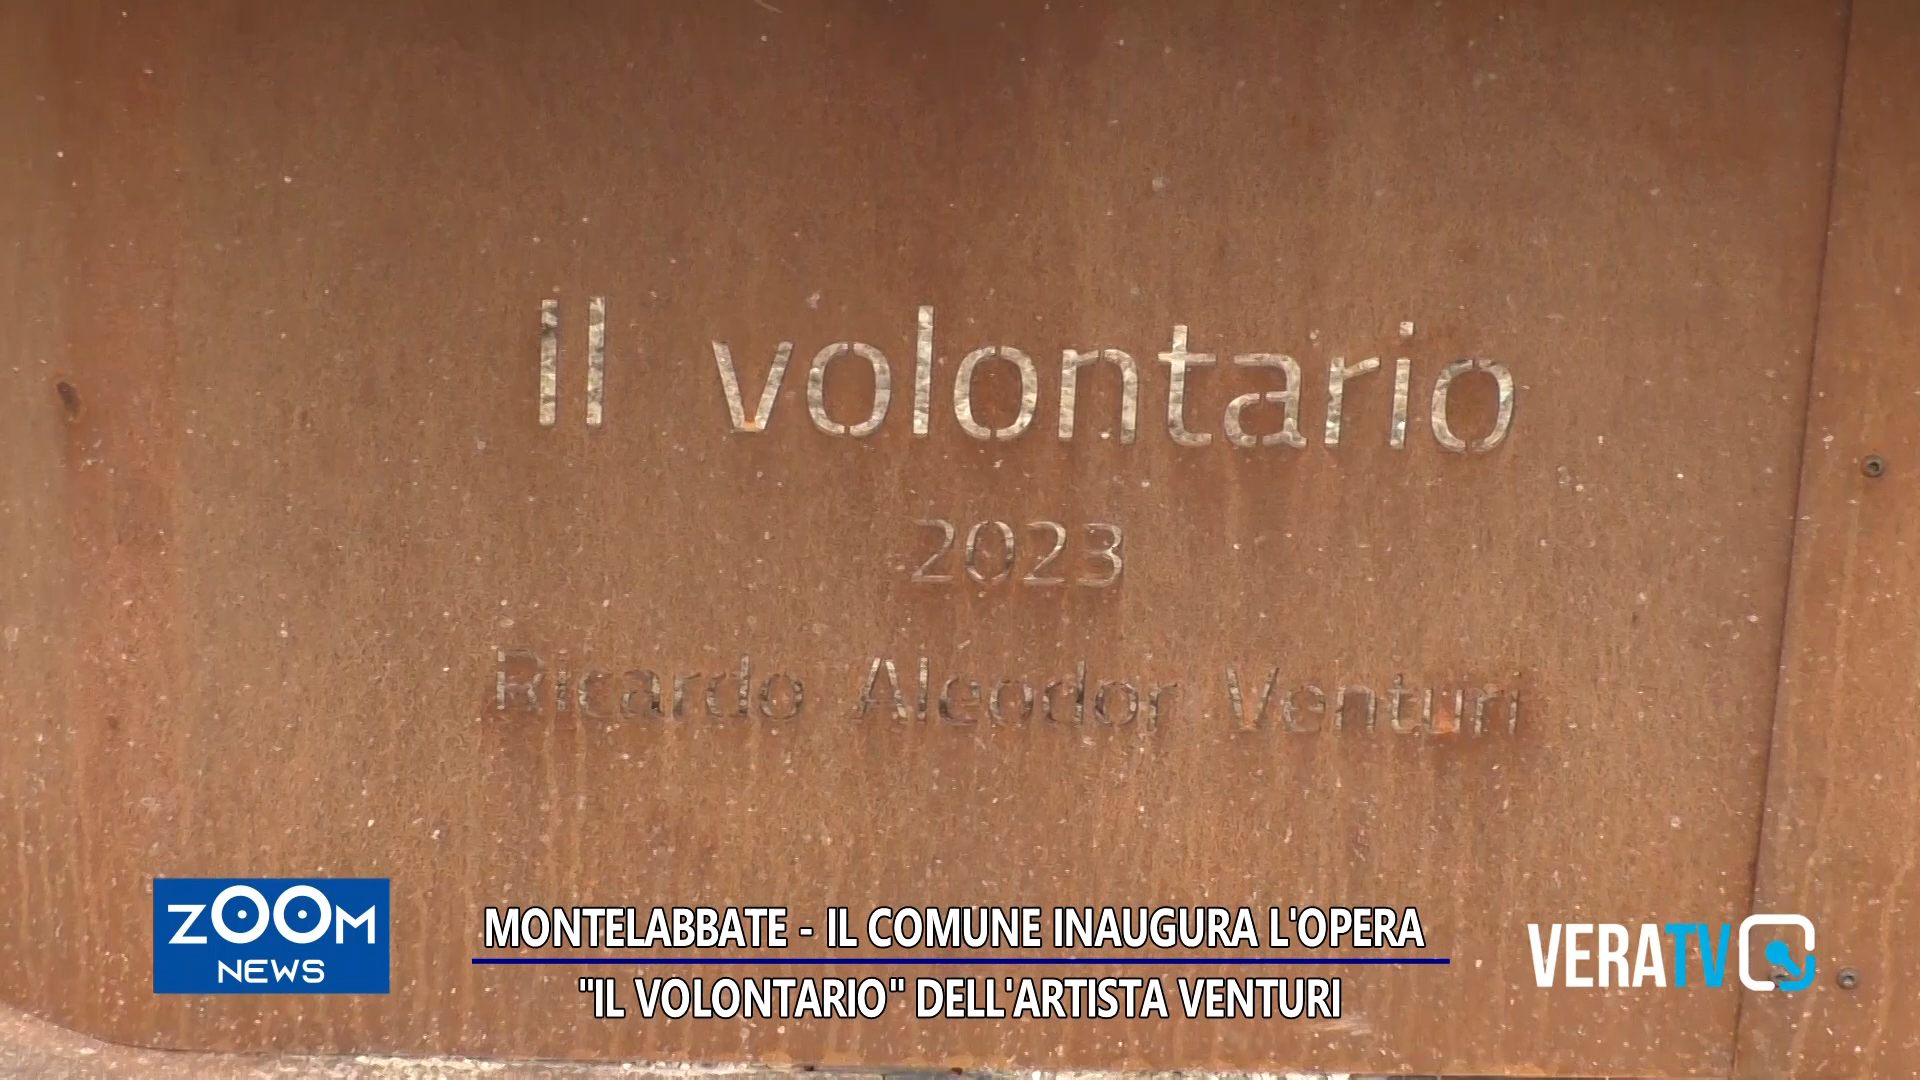 Il volontario
2023
Ricardo Aleodor Venturi
ZOOM
NEWS
MONTELABBATE - IL COMUNE INAUGURA L'OPERA
"IL VOLONTARIO" DELL'ARTISTA VENTURI
VERATV